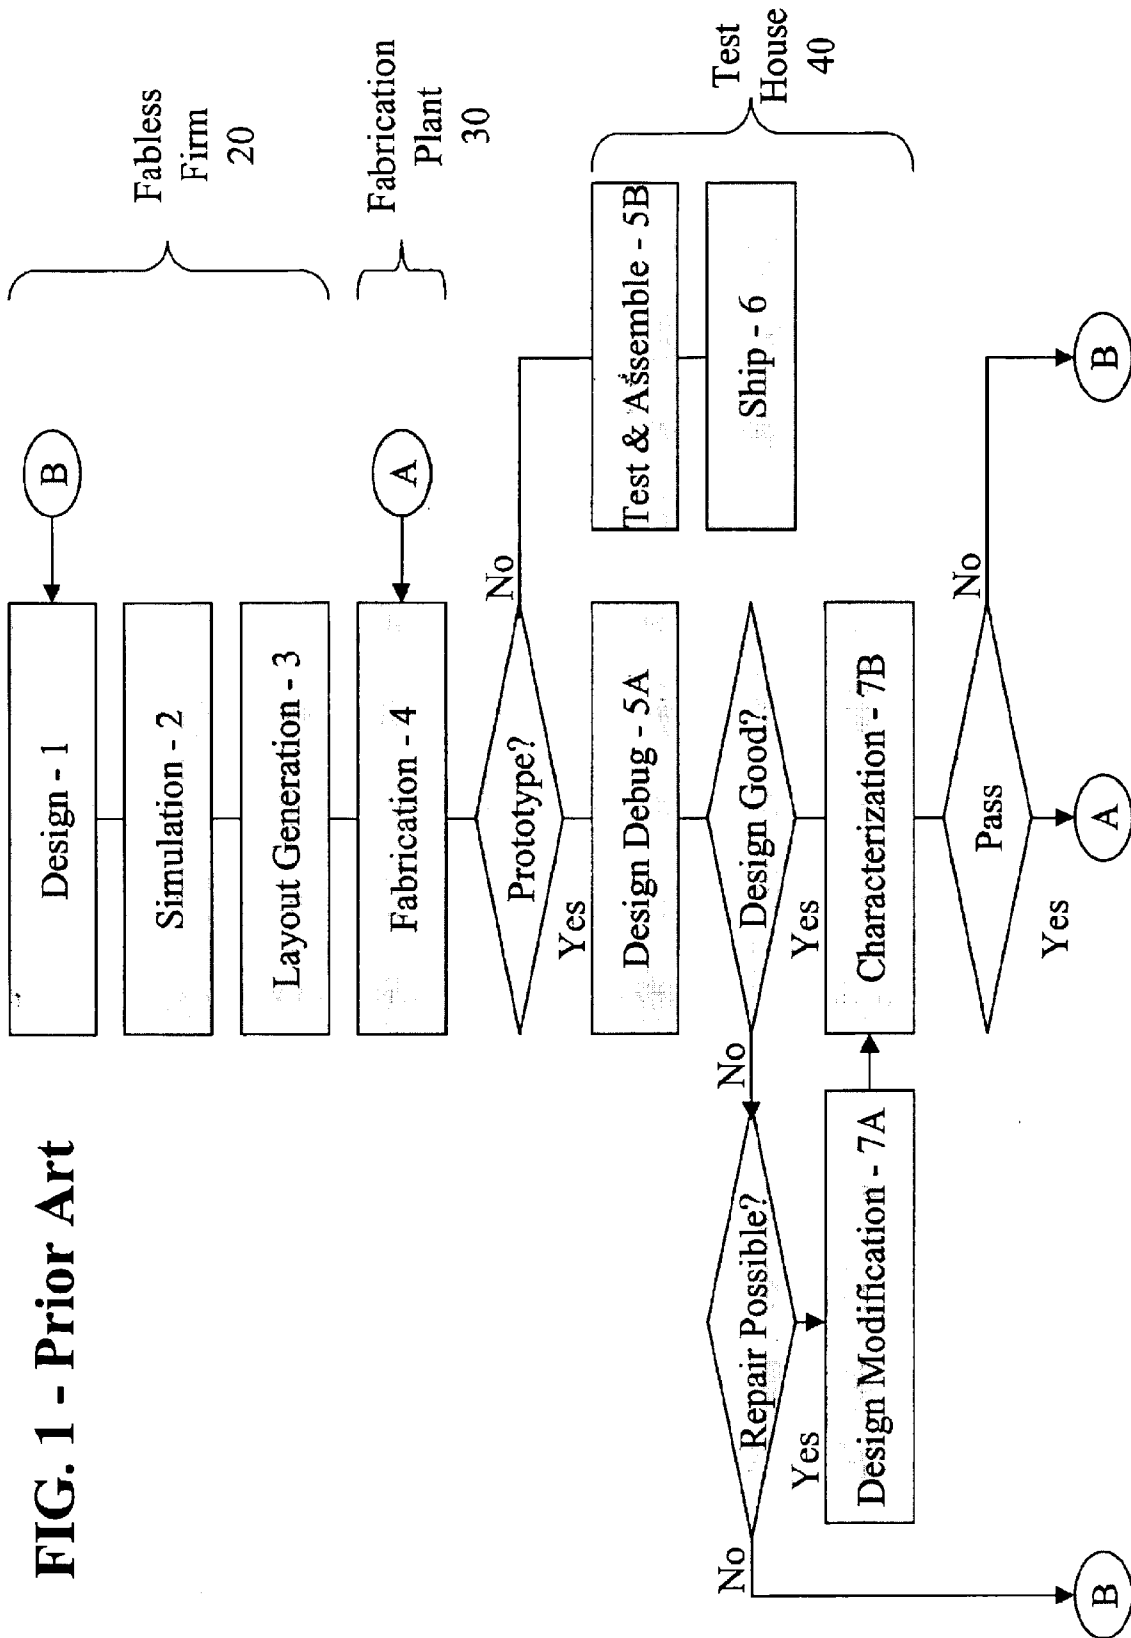 FIG. 1 - Prior Art
Design - 1
B
Fabless
Firm
20
Simulation - 2
Layout Generation - 3
Fabrication - 4
A
Fabrication
Plant
30
Prototype?
No
Yes
Design Debug - 5A
Test & Assemble - 5B
Test
House
40
Ship - 6
No
Repair Possible?
No
Design Good?
Yes
Yes
Design Modification - 7A
Characterization - 7B
Pass
No
Yes
B
A
B